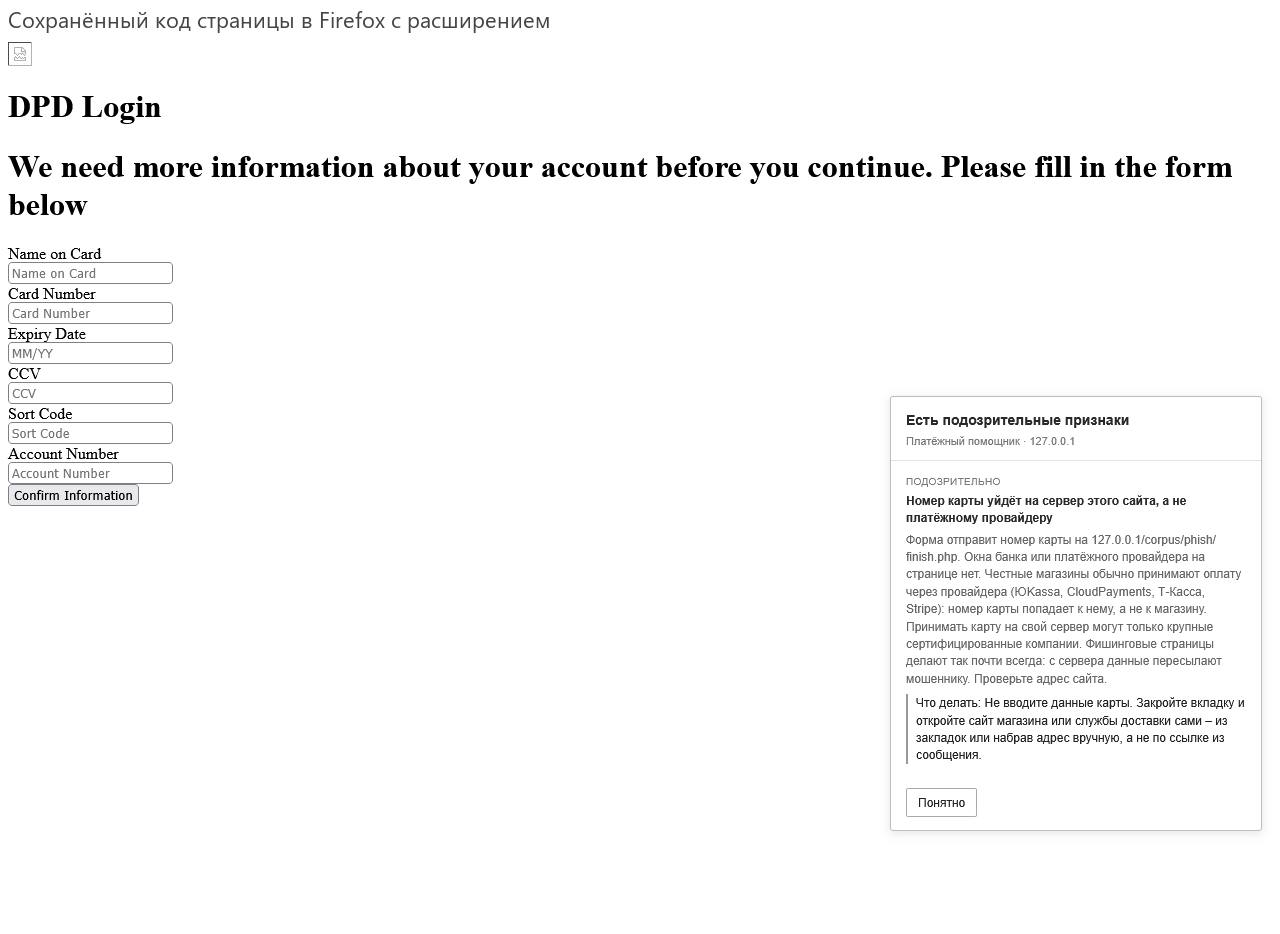 Сохранённый код страницы в Firefox с расширением
DPD Login
We need more information about your account before you continue. Please fill in the form
below
Name on Card
Name on Card
Card Number
Card Number
Expiry Date
MM/YY
CCV
CCV
Sort Code
Sort Code
Account Number
Account Number
Confirm Information
Есть подозрительные признаки
Платёжный помощник · 127.0.0.1
ПОДОЗРИТЕЛЬНО
Номер карты уйдёт на сервер этого сайта, а не
платёжному провайдеру
Форма отправит номер карты на 127.0.0.1/corpus/phish/
finish.php. Окна банка или платёжного провайдера на
странице нет. Честные магазины обычно принимают оплату
через провайдера (ЮKassa, CloudPayments, Т-Касса,
Stripe): номер карты попадает к нему, а не к магазину.
Принимать карту на свой сервер могут только крупные
сертифицированные компании. Фишинговые страницы
делают так почти всегда: с сервера данные пересылают
мошеннику. Проверьте адрес сайта.
Что делать: Не вводите данные карты. Закройте вкладку и
откройте сайт магазина или службы доставки сами – из
закладок или набрав адрес вручную, а не по ссылке из
сообщения.
Понятно